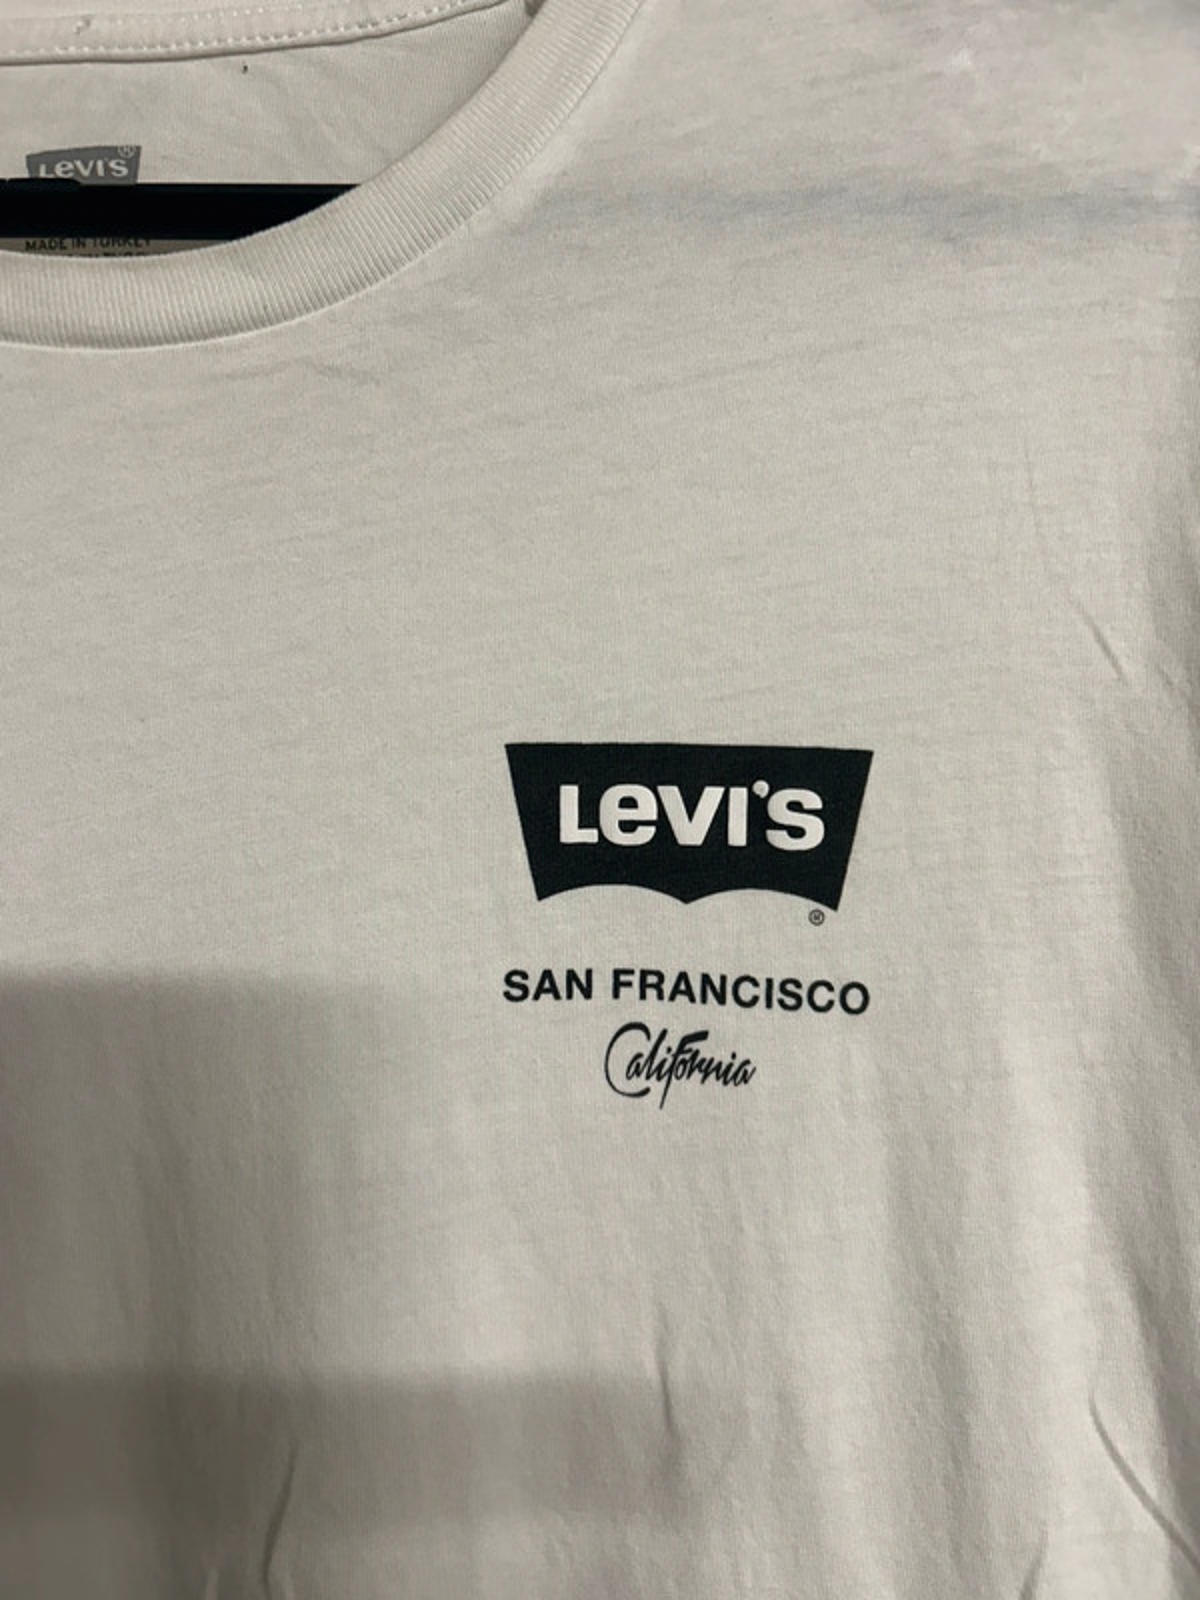 LEVI'S®
MADE IN TURKEY
LEVI'S
®
SAN FRANCISCO
California